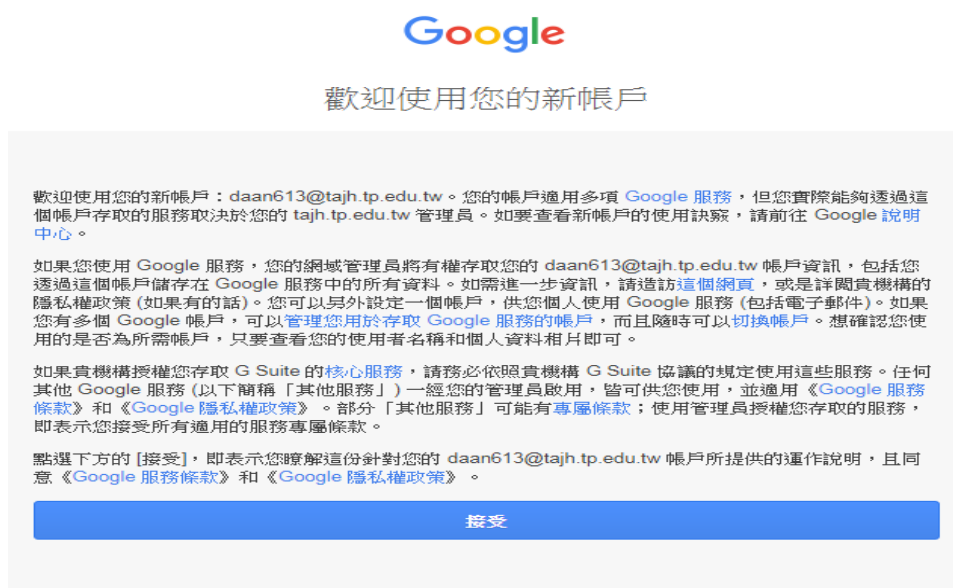 Google
歡迎使用您的新帳戶
歡迎使用您的新帳戶：daan613@tajh.tp.edu.tw。您的帳戶適用多項 Google 服務，但您實際能夠透過這
個帳戶存取的服務取決於您的 tajh.tp.edu.tw 管理員。如要查看新帳戶的使用訣竅，請前往 Google 說明
中心。
如果您使用 Google 服務，您的網域管理員將有權存取您的 daan613@tajh.tp.edu.tw 帳戶資訊，包括您
透過這個帳戶儲存在 Google 服務中的所有資料。如需進一步資訊，請造訪這個網頁，或是詳閱貴機構的
隱私權政策 (如果有的話)。您可以另外設定一個帳戶，供您個人使用 Google 服務 (包括電子郵件)。如果
您有多個 Google 帳戶，可以管理您用於存取 Google 服務的帳戶，而且隨時可以切換帳戶。想確認您使
用的是否為所需帳戶，只要查看您的使用者名稱和個人資料相片即可。
如果貴機構授權您存取 G Suite 的核心服務，請務必依照貴機構 G Suite 協議的規定使用這些服務。任何
其他 Google 服務 (以下簡稱「其他服務」) 一經您的管理員啟用，皆可供您使用，並適用《Google 服務
條款》和《Google 隱私權政策》。部分「其他服務」可能有專屬條款；使用管理員授權您存取的服務，
即表示您接受所有適用的服務專屬條款。
點選下方的 [接受]，即表示您瞭解這份針對您的 daan613@tajh.tp.edu.tw 帳戶所提供的運作說明，且同
意《Google 服務條款》和《Google 隱私權政策》。
接受